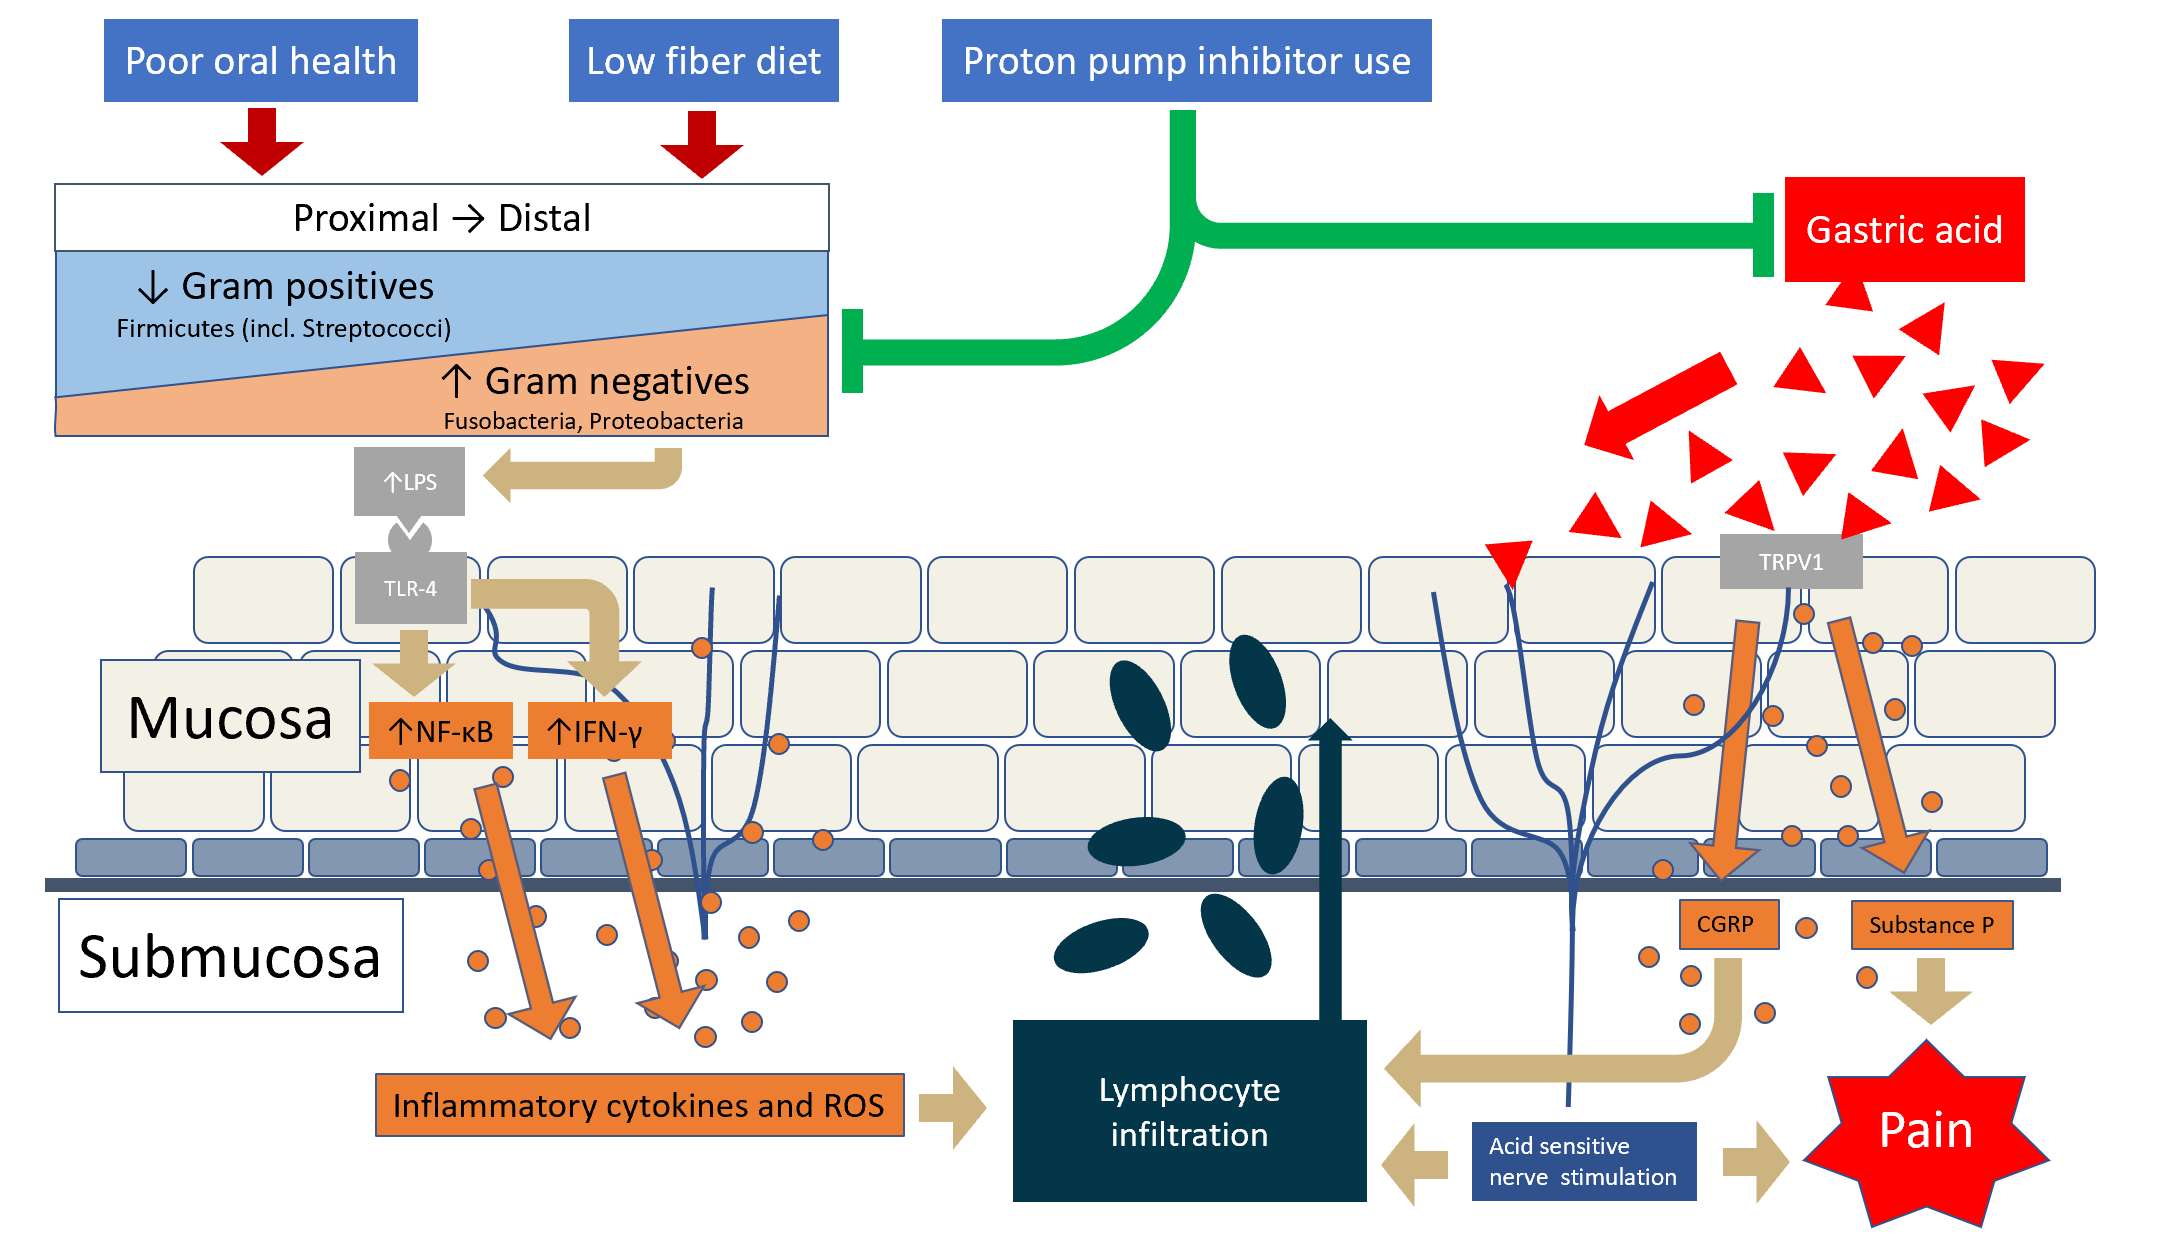 Poor oral health
Low fiber diet
Proton pump inhibitor use
Proximal → Distal
Gastric acid
↓ Gram positives
Firmicutes (incl. Streptococci)
↑ Gram negatives
Fusobacteria, Proteobacteria
↑LPS
TLR-4
TRPV1
Mucosa
↑NF-κB
↑IFN-γ
Submucosa
CGRP
Substance P
Inflammatory cytokines and ROS
Lymphocyte
infiltration
Acid sensitive
nerve stimulation
Pain